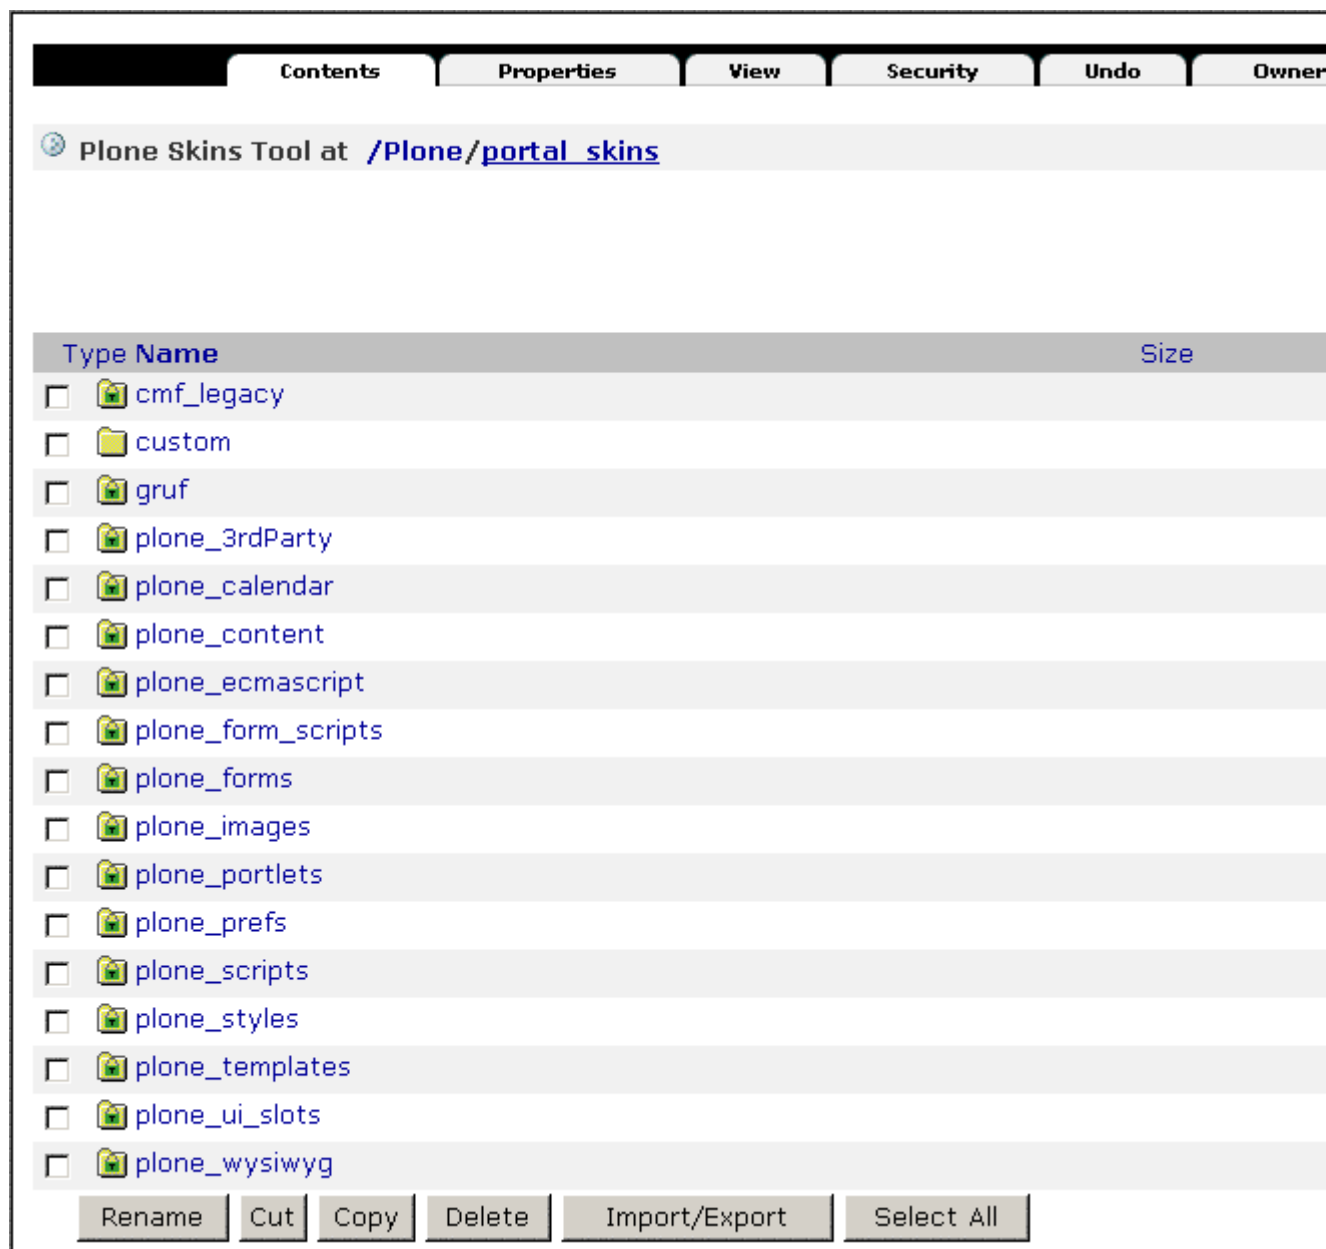 Contents Properties View Security Undo Owner
Plone Skins Tool at /Plone/portal_skins
Type Name Size
cmf_legacy
custom
gruf
plone_3rdParty
plone_calendar
plone_content
plone_ecmascript
plone_form_scripts
plone_forms
plone_images
plone_portlets
plone_prefs
plone_scripts
plone_styles
plone_templates
plone_ui_slots
plone_wysiwyg
Rename Cut Copy Delete Import/Export Select All